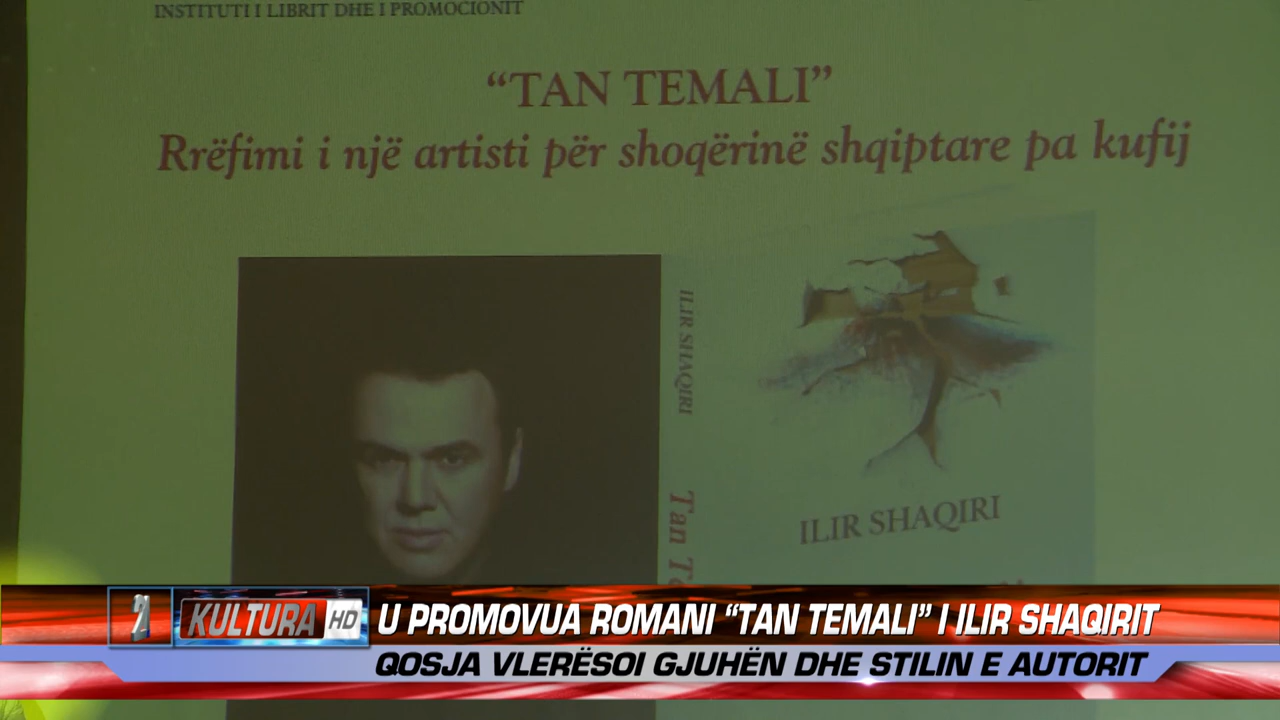 INSTITUTI I LIBRIT DHE I PROMOCIONIT
“TAN TEMALI”
Rrëfimi i një artisti për shoqërinë shqiptare pa kufij
ILIR SHAQIRI
Tan
ILIR SHAQIRI
21
KULTURA HD
U PROMOVUA ROMANI “TAN TEMALI” I ILIR SHAQIRIT
QOSJA VLERËSOI GJUHËN DHE STILIN E AUTORIT